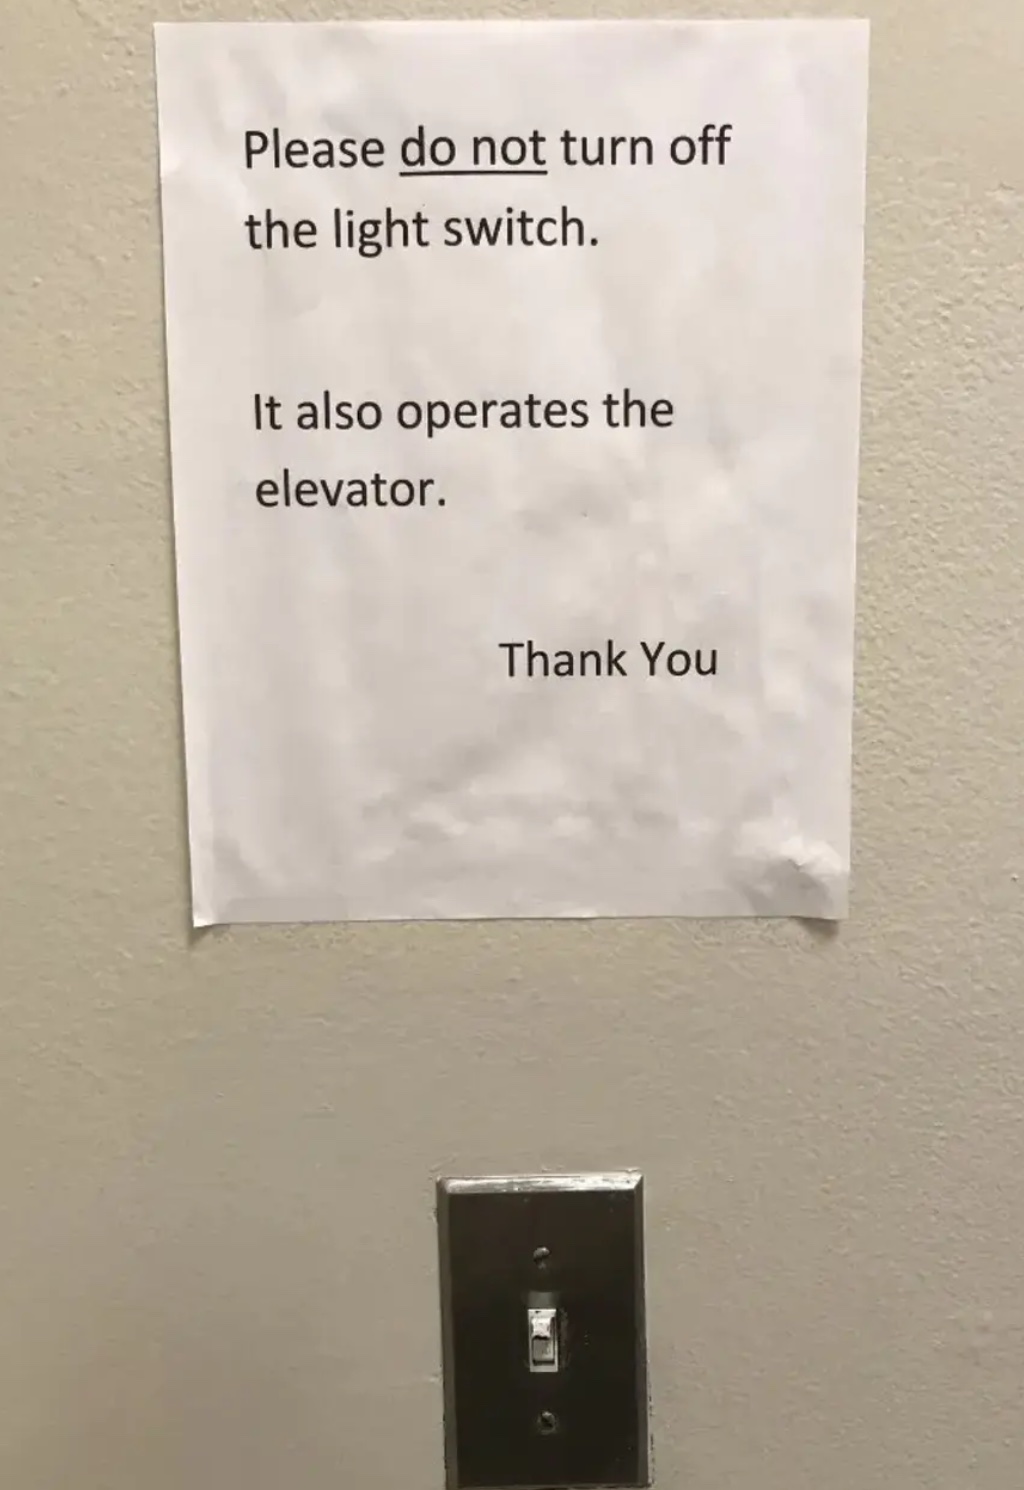 Please do not turn off
the light switch.
It also operates the
elevator.
Thank You